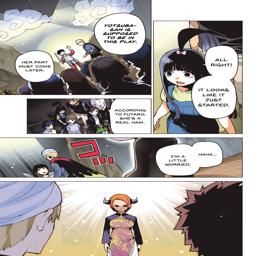 YOTSUBA-
SAN IS
SUPPOSED
TO BE IN
THIS PLAY.
HER PART
MUST COME
LATER.
ALL
RIGHT!
IT LOOKS
LIKE IT
JUST
STARTED.
ACCORDING
TO FUTARO,
SHE'S A
REAL HAM.
HAHA...
I'M A
LITTLE
WORRIED.